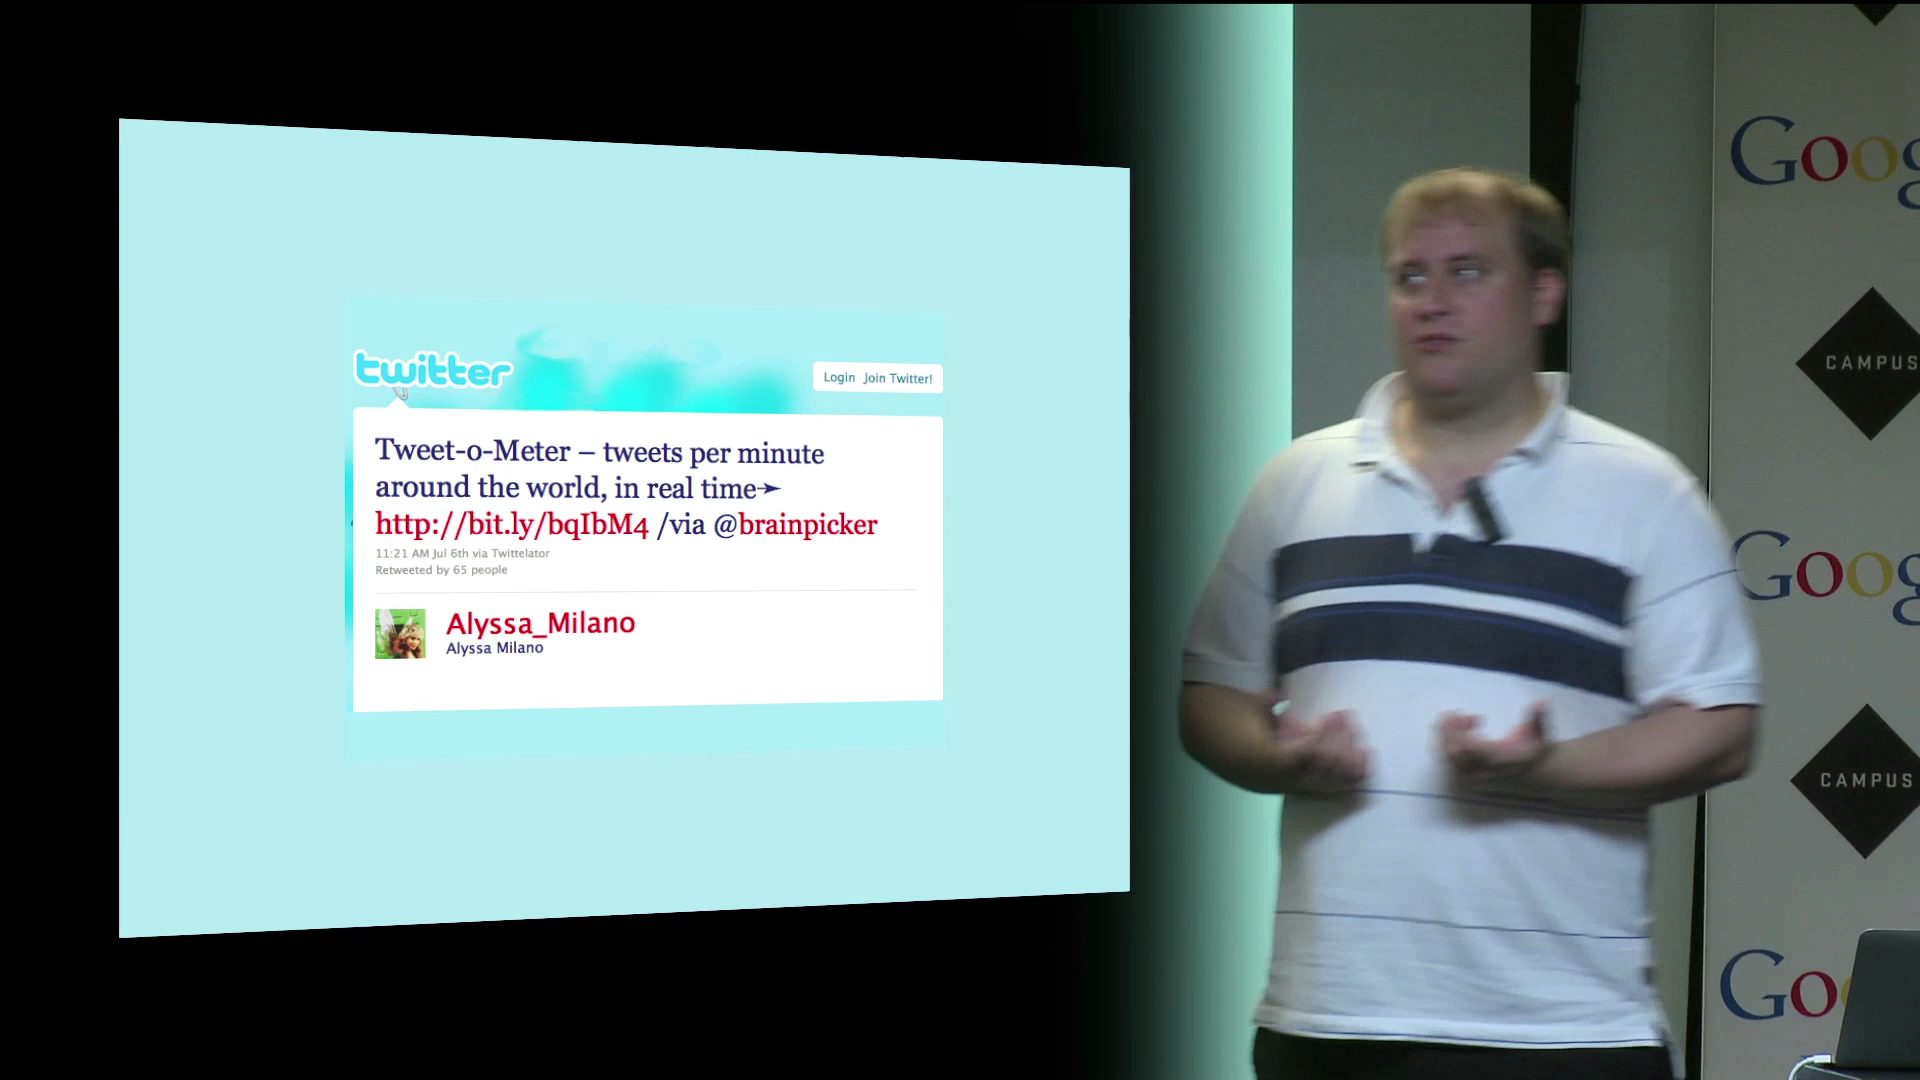 twitter
Login Join Twitter!
Tweet-o-Meter – tweets per minute
around the world, in real time➛
http://bit.ly/bqIbM4 /via @brainpicker
11:21 AM Jul 6th via Twittelator
Retweeted by 65 people
Alyssa_Milano
Alyssa Milano
Goog
CAMPUS
Goog
CAMPUS
Go